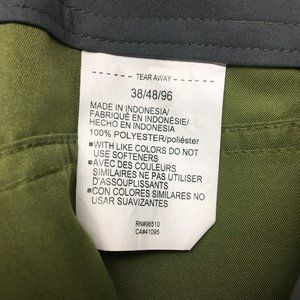 TEAR AWAY
38/48/96
MADE IN INDONESIA/
FABRIQUÉ EN INDONÉSIE/
HECHO EN INDONESIA
100% POLYESTER/poliéster
■WITH LIKE COLORS DO NOT
USE SOFTENERS
■AVEC DES COULEURS
SIMILAIRES NE PAS UTILISER
D'ASSOUPLISSANTS
■CON COLORES SIMILARES NO
USAR SUAVIZANTES
RN#96510
CA#41095